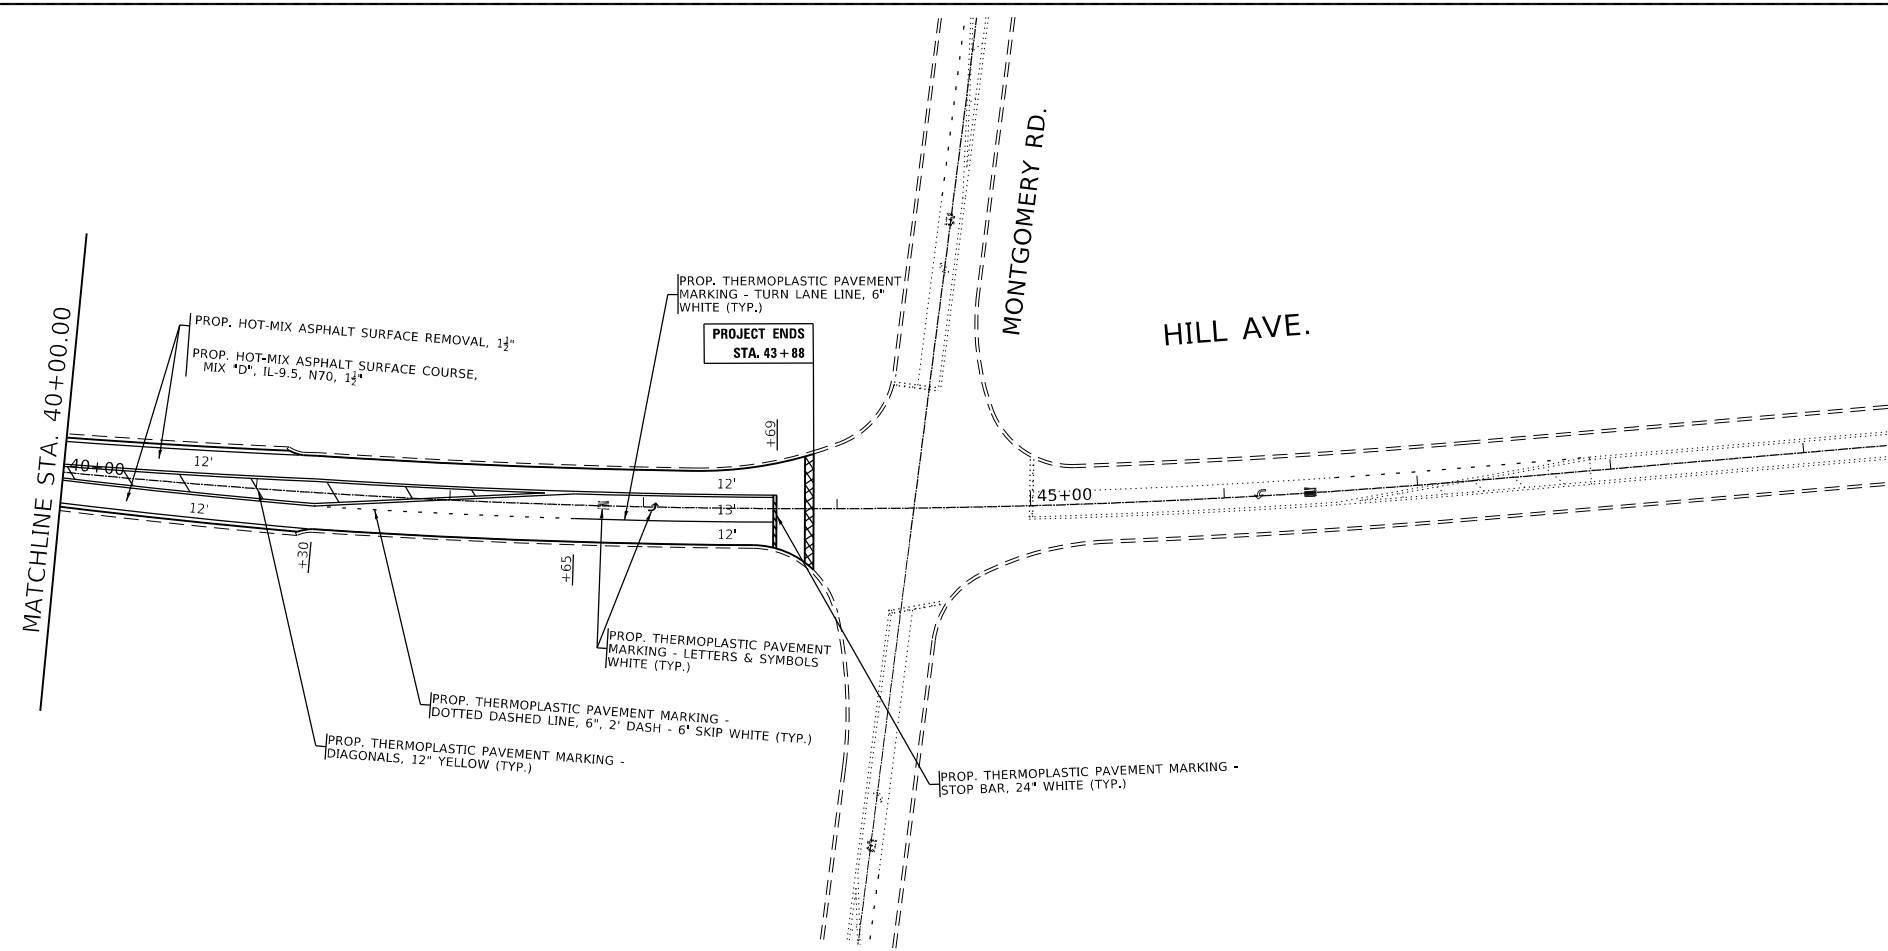 MATCHLINE STA. 40+00.00
PROP. HOT-MIX ASPHALT SURFACE REMOVAL, 1½"
PROP. HOT-MIX ASPHALT SURFACE COURSE,
MIX "D", IL-9.5, N70, 1½"
PROP. THERMOPLASTIC PAVEMENT
MARKING - TURN LANE LINE, 6"
WHITE (TYP.)
PROJECT ENDS
STA. 43+88
MONTGOMERY RD.
HILL AVE.
+69
40+00
12'
12'
12'
13'
12'
45+00
+30
+65
PROP. THERMOPLASTIC PAVEMENT
MARKING - LETTERS & SYMBOLS
WHITE (TYP.)
PROP. THERMOPLASTIC PAVEMENT MARKING -
DOTTED DASHED LINE, 6", 2' DASH - 6' SKIP WHITE (TYP.)
PROP. THERMOPLASTIC PAVEMENT MARKING -
DIAGONALS, 12" YELLOW (TYP.)
PROP. THERMOPLASTIC PAVEMENT MARKING -
STOP BAR, 24" WHITE (TYP.)